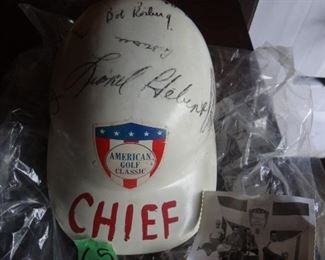 Bob Rosburg
Lionel Hebert
AMERICAN
GOLF
CLASSIC
CHIEF